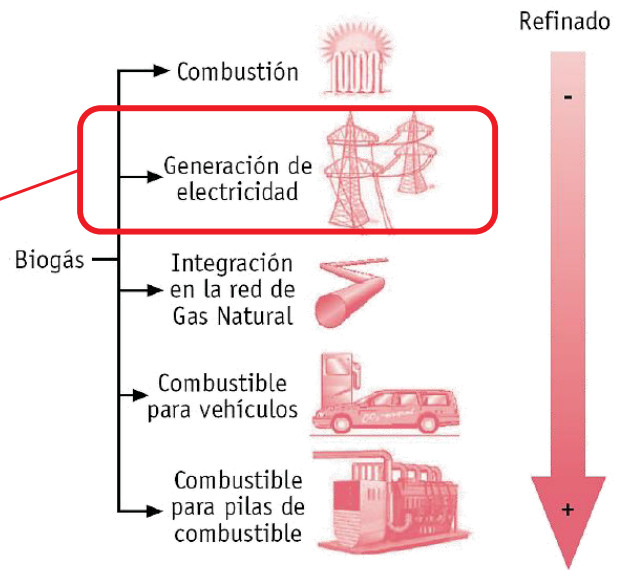 Refinado
-
Combustión
Generación de
electricidad
Biogás
Integración
en la red de
Gas Natural
Combustible
para vehículos
Combustible
para pilas de
combustible
+